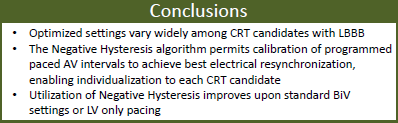 Conclusions
• Optimized settings vary widely among CRT candidates with LBBB
• The Negative Hysteresis algorithm permits calibration of programmed
paced AV intervals to achieve best electrical resynchronization,
enabling individualization to each CRT candidate
• Utilization of Negative Hysteresis improves upon standard BiV
settings or LV only pacing